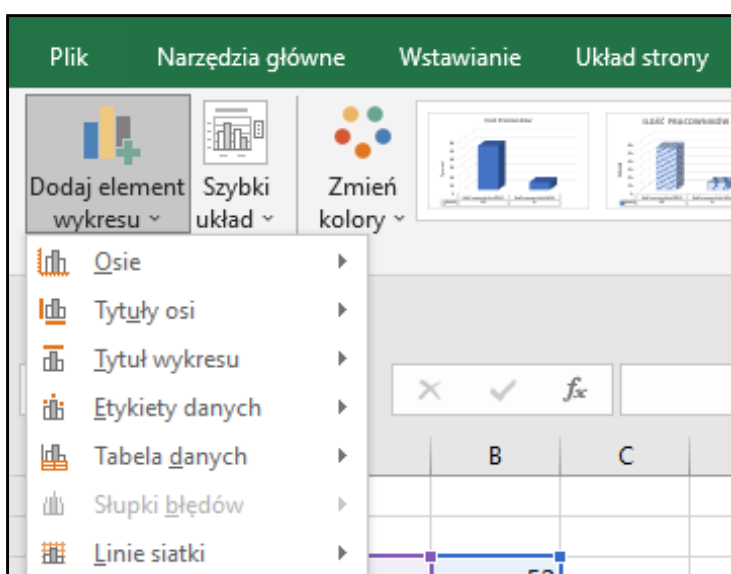 Plik Narzędzia główne Wstawianie Układ strony
Dodaj element wykresu
Szybki układ
Zmień kolory
ILOŚĆ PRACOWNIKÓW
Osie
Tytuły osi
Tytuł wykresu
Etykiety danych
Tabela danych
Słupki błędów
Linie siatki
fx
B C
52